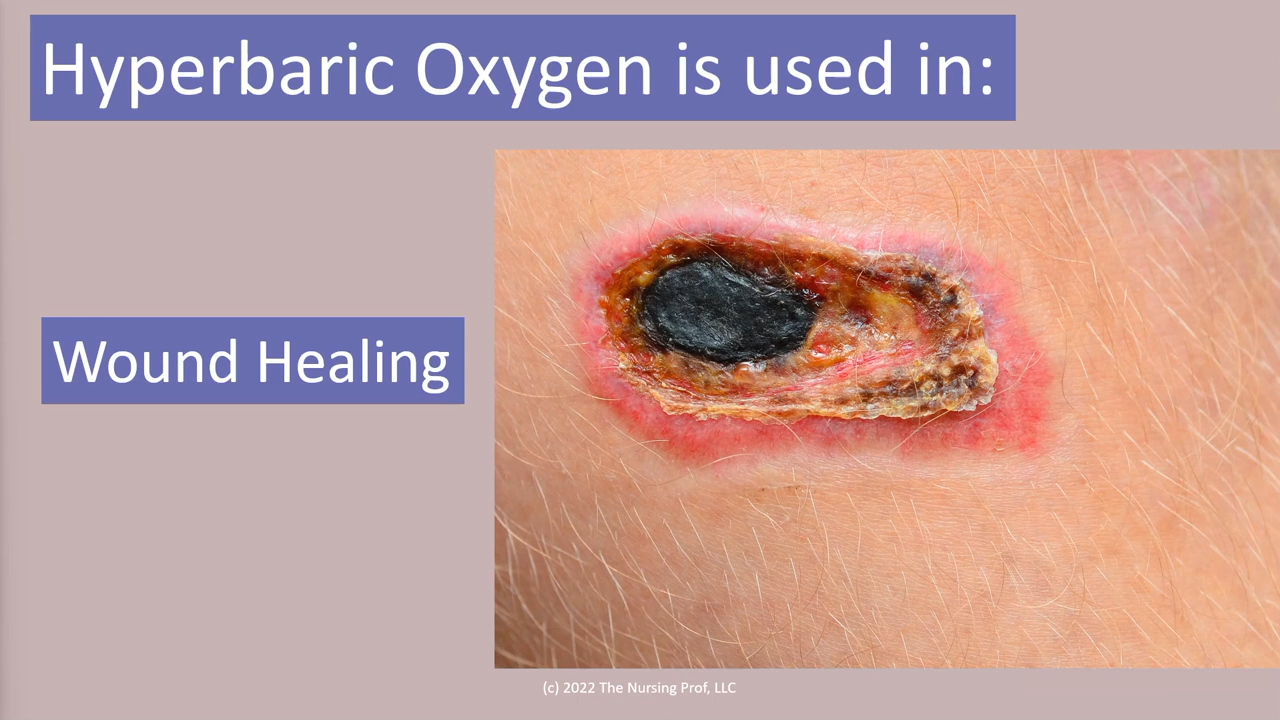 Hyperbaric Oxygen is used in:
Wound Healing
(c) 2022 The Nursing Prof, LLC